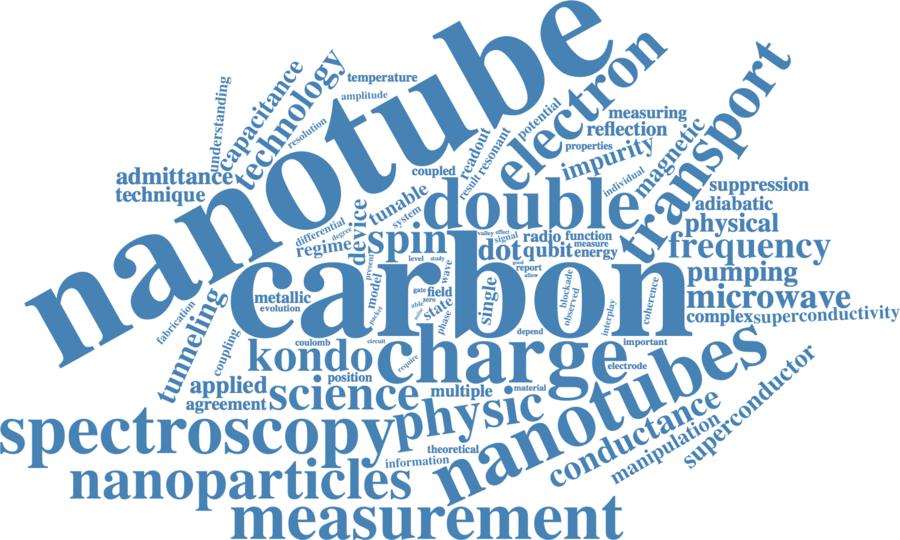 nanotube
electron
transport
understanding
capacitance
technology
temperature
amplitude
resolution
admittance
technique
coupled
readout
resonant
result
potential
measuring
reflection
properties
impurity
individual
magnetic
suppression
adiabatic
physical
frequency
pumping
microwave
complex
superconductivity
differential
degree
regime
device
tunable
system
double
spin
carbon
dot
valley
effect
signal
radio
function
qubit
measure
energy
level
study
wave
good
report
allow
present
model
gate
field
zero
able
noise
state
phase
single
blockade
observed
interplay
coherence
metallic
evolution
fabrication
tunneling
coupling
coulomb
circuit
pocket
depend
important
kondo
charge
require
electrode
position
applied
agreement
science
multiple
material
physic
nanotubes
spectroscopy
theoretical
information
conductance
manipulation
superconductor
nanoparticles
measurement